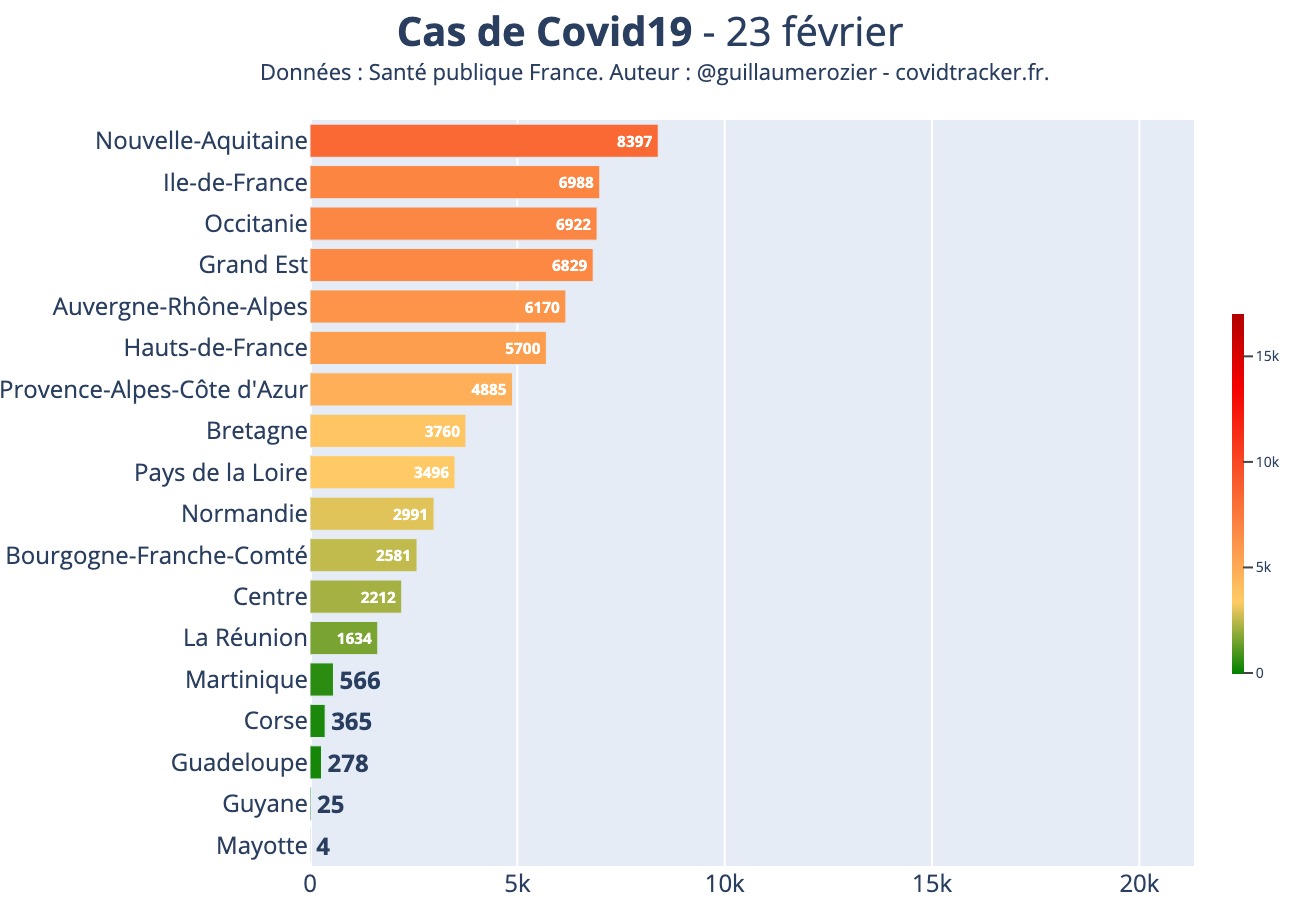 Cas de Covid19 - 23 février
Données : Santé publique France. Auteur : @guillaumerozier - covidtracker.fr.
Nouvelle-Aquitaine 8397
Ile-de-France 6988
Occitanie 6922
Grand Est 6829
Auvergne-Rhône-Alpes 6170
Hauts-de-France 5700
Provence-Alpes-Côte d'Azur 4885
Bretagne 3760
Pays de la Loire 3496
Normandie 2991
Bourgogne-Franche-Comté 2581
Centre 2212
La Réunion 1634
Martinique 566
Corse 365
Guadeloupe 278
Guyane 25
Mayotte 4
0 5k 10k 15k 20k
15k
10k
5k
0